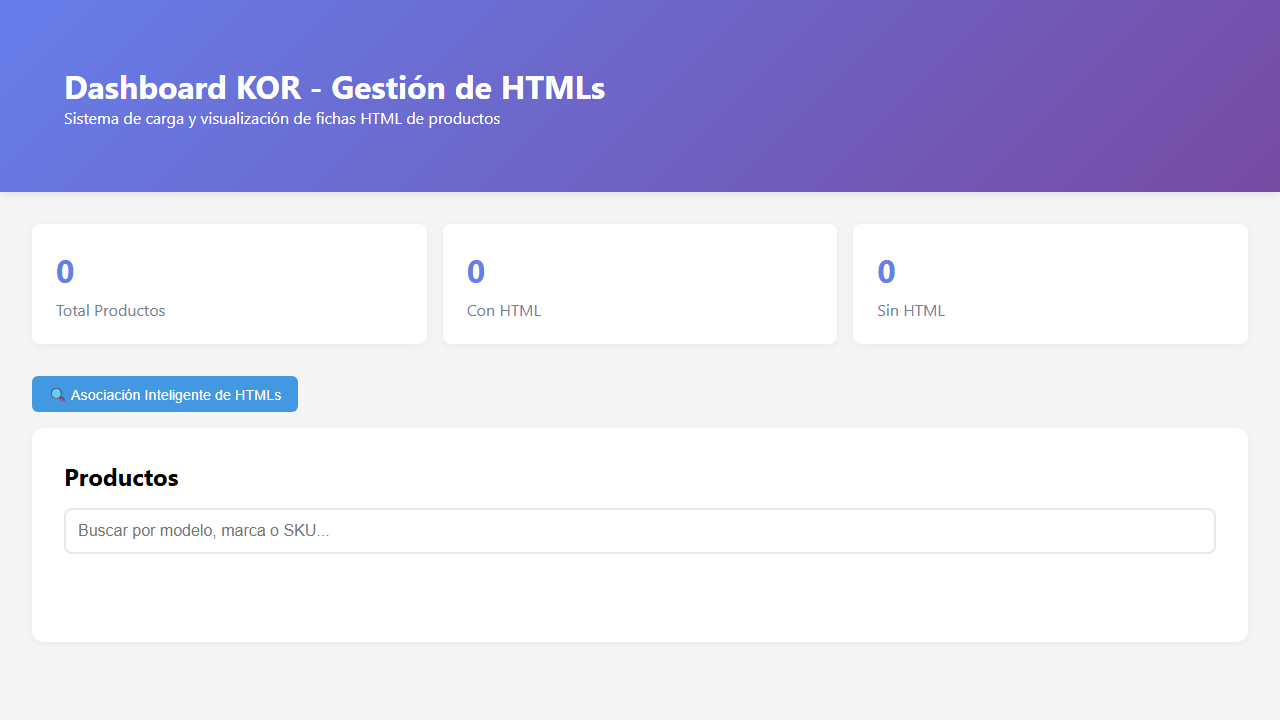 Dashboard KOR - Gestión de HTMLs
Sistema de carga y visualización de fichas HTML de productos
0
Total Productos
0
Con HTML
0
Sin HTML
🔍 Asociación Inteligente de HTMLs
Productos
Buscar por modelo, marca o SKU...